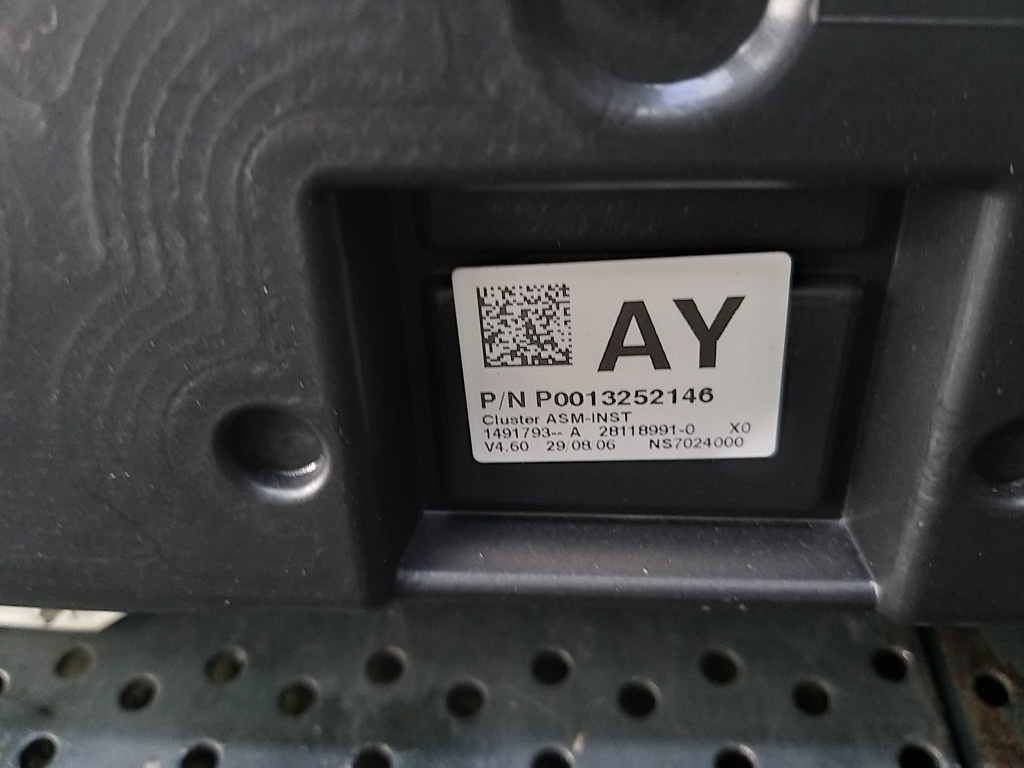 AY
P/N P0013252146
Cluster ASM-INST
1491793-- A 28118991-0 X0
V4.60 29/08/06 NS7024000